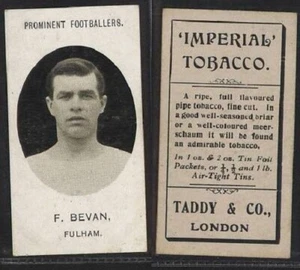 PROMINENT FOOTBALLERS.
F. BEVAN,
FULHAM.
'IMPERIAL'
TOBACCO.
A ripe, full flavoured
pipe tobacco, fine cut. In
a good well-seasoned briar
or a well-coloured meer-
schaum it will be found
an admirable tobacco.
In 1 oz. & 2 oz. Tin Foil
Packets, or ¼, ½ and 1 lb.
Air-Tight Tins.
TADDY & CO.,
LONDON